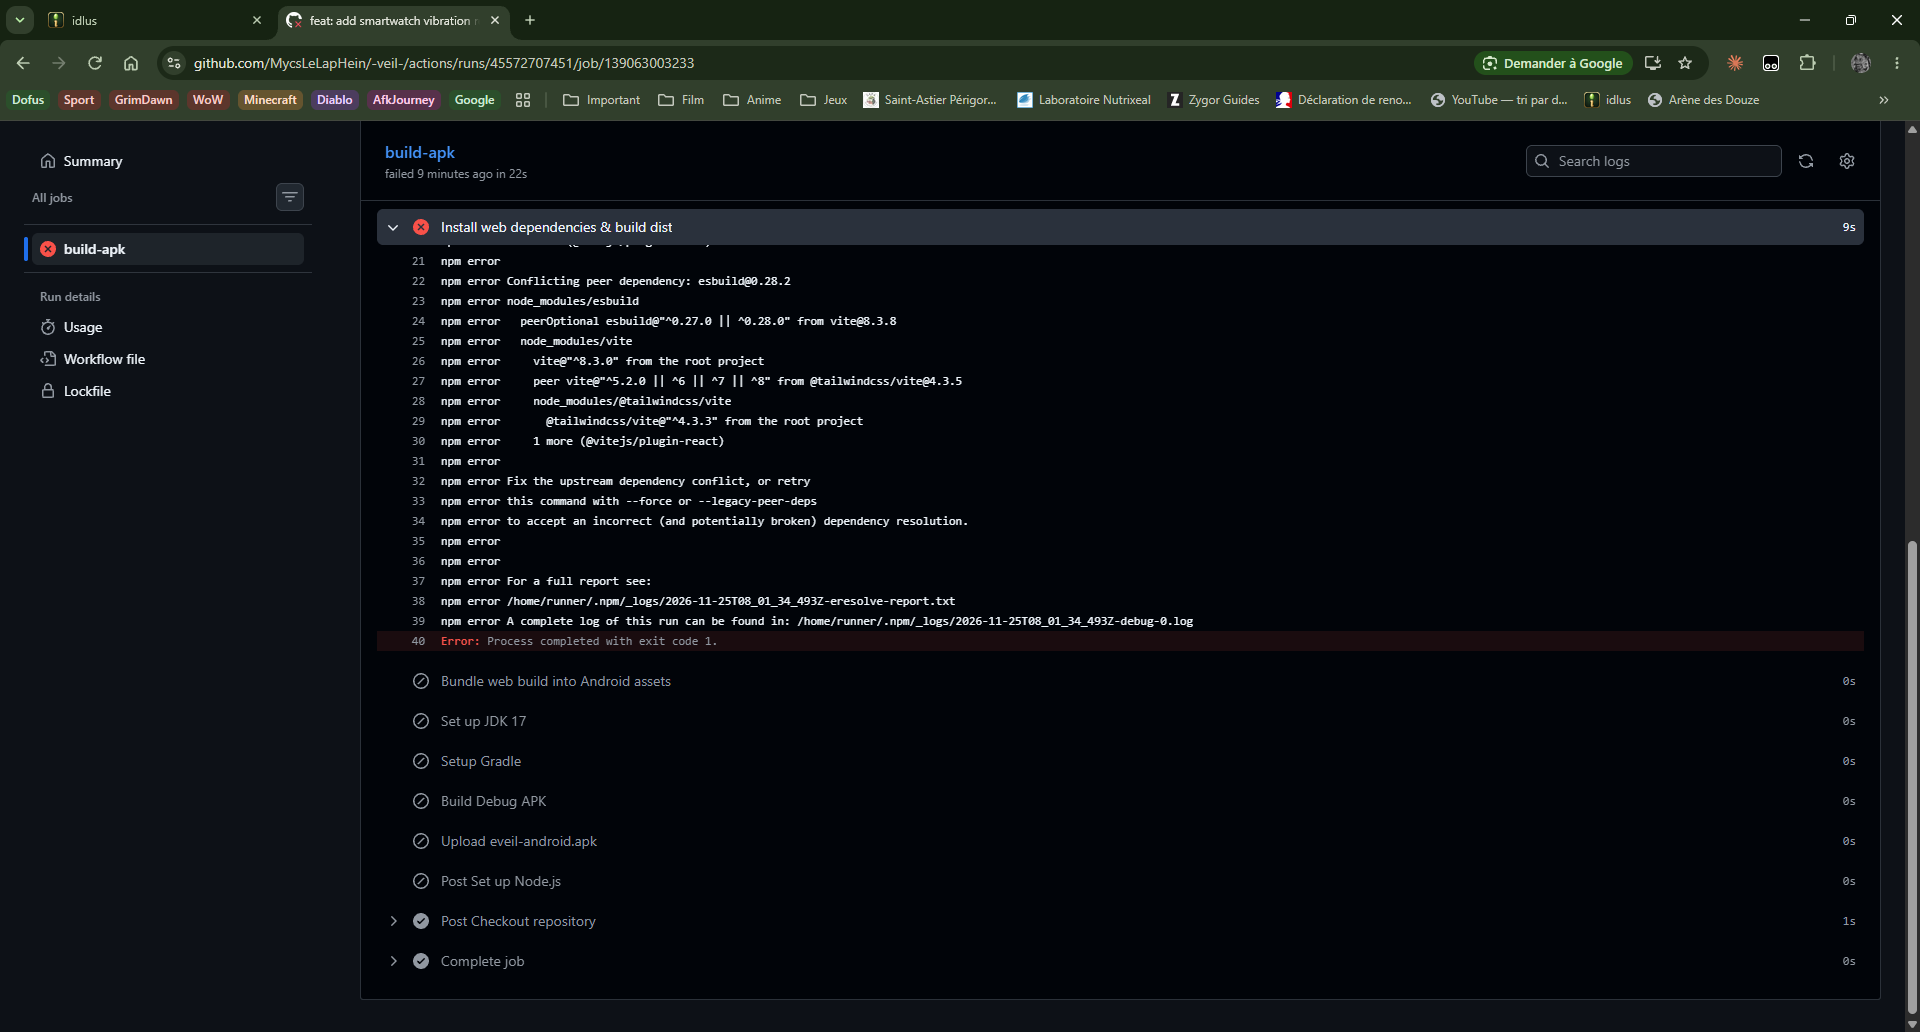 idlus
feat: add smartwatch vibration
github.com/MycsLeLapHein/-veil-/actions/runs/45572707451/job/139063003233
Demander à Google
Dofus
Sport
GrimDawn
WoW
Minecraft
Diablo
AfkJourney
Google
Important
Film
Anime
Jeux
Saint-Astier Périgor...
Laboratoire Nutrixeal
Zygor Guides
Déclaration de reno...
YouTube — tri par d...
idlus
Arène des Douze
Summary
All jobs
build-apk
Run details
Usage
Workflow file
Lockfile
build-apk
failed 9 minutes ago in 22s
Search logs
Install web dependencies & build dist
9s
21 npm error
22 npm error Conflicting peer dependency: esbuild@0.28.2
23 npm error node_modules/esbuild
24 npm error   peerOptional esbuild@"^0.27.0 || ^0.28.0" from vite@8.3.8
25 npm error   node_modules/vite
26 npm error     vite@"^8.3.0" from the root project
27 npm error     peer vite@"^5.2.0 || ^6 || ^7 || ^8" from @tailwindcss/vite@4.3.5
28 npm error     node_modules/@tailwindcss/vite
29 npm error       @tailwindcss/vite@"^4.3.3" from the root project
30 npm error     1 more (@vitejs/plugin-react)
31 npm error
32 npm error Fix the upstream dependency conflict, or retry
33 npm error this command with --force or --legacy-peer-deps
34 npm error to accept an incorrect (and potentially broken) dependency resolution.
35 npm error
36 npm error
37 npm error For a full report see:
38 npm error /home/runner/.npm/_logs/2026-11-25T08_01_34_493Z-eresolve-report.txt
39 npm error A complete log of this run can be found in: /home/runner/.npm/_logs/2026-11-25T08_01_34_493Z-debug-0.log
40 Error: Process completed with exit code 1.
Bundle web build into Android assets
0s
Set up JDK 17
0s
Setup Gradle
0s
Build Debug APK
0s
Upload eveil-android.apk
0s
Post Set up Node.js
0s
Post Checkout repository
1s
Complete job
0s